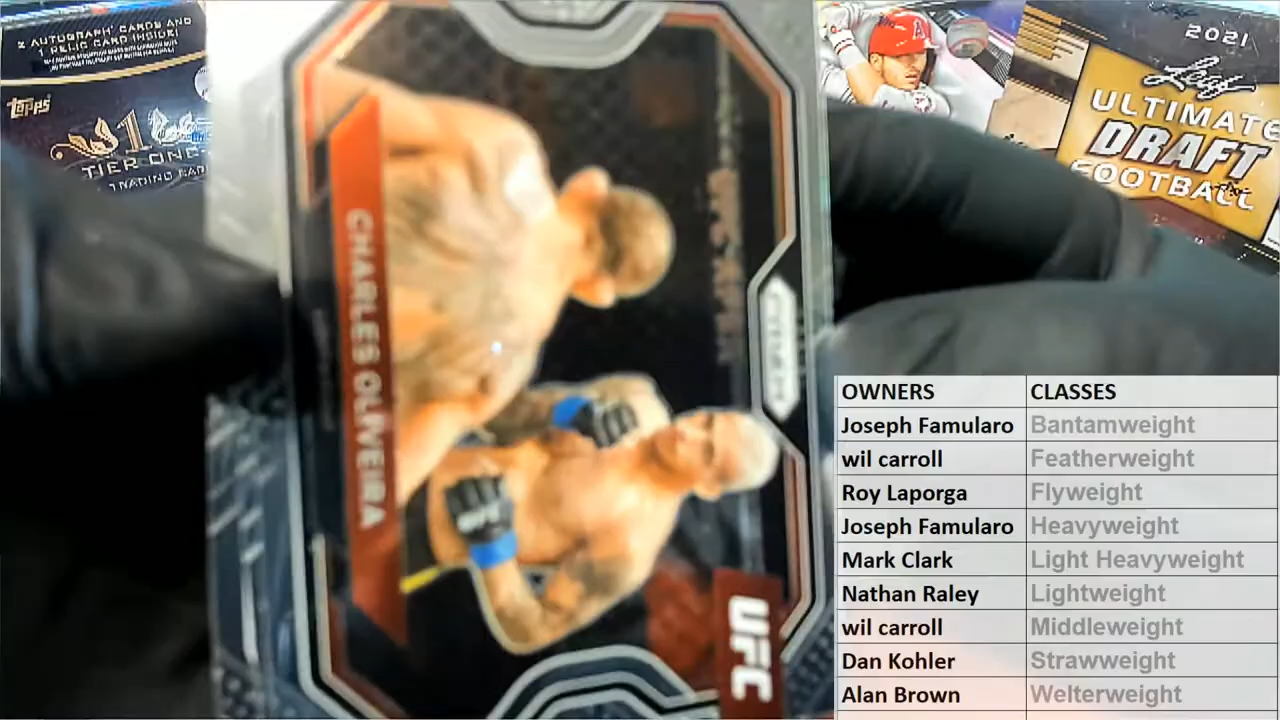 2 AUTOGRAPH CARDS AND
1 RELIC CARD INSIDE!
TOPPS
TIER ONE
TRADING CAR
CHARLES OLIVEIRA
PRIZM
UFC
2021
Leaf
ULTIMATE
DRAFT
FOOTBALL
OWNERS CLASSES
Joseph Famularo Bantamweight
wil carroll Featherweight
Roy Laporga Flyweight
Joseph Famularo Heavyweight
Mark Clark Light Heavyweight
Nathan Raley Lightweight
wil carroll Middleweight
Dan Kohler Strawweight
Alan Brown Welterweight